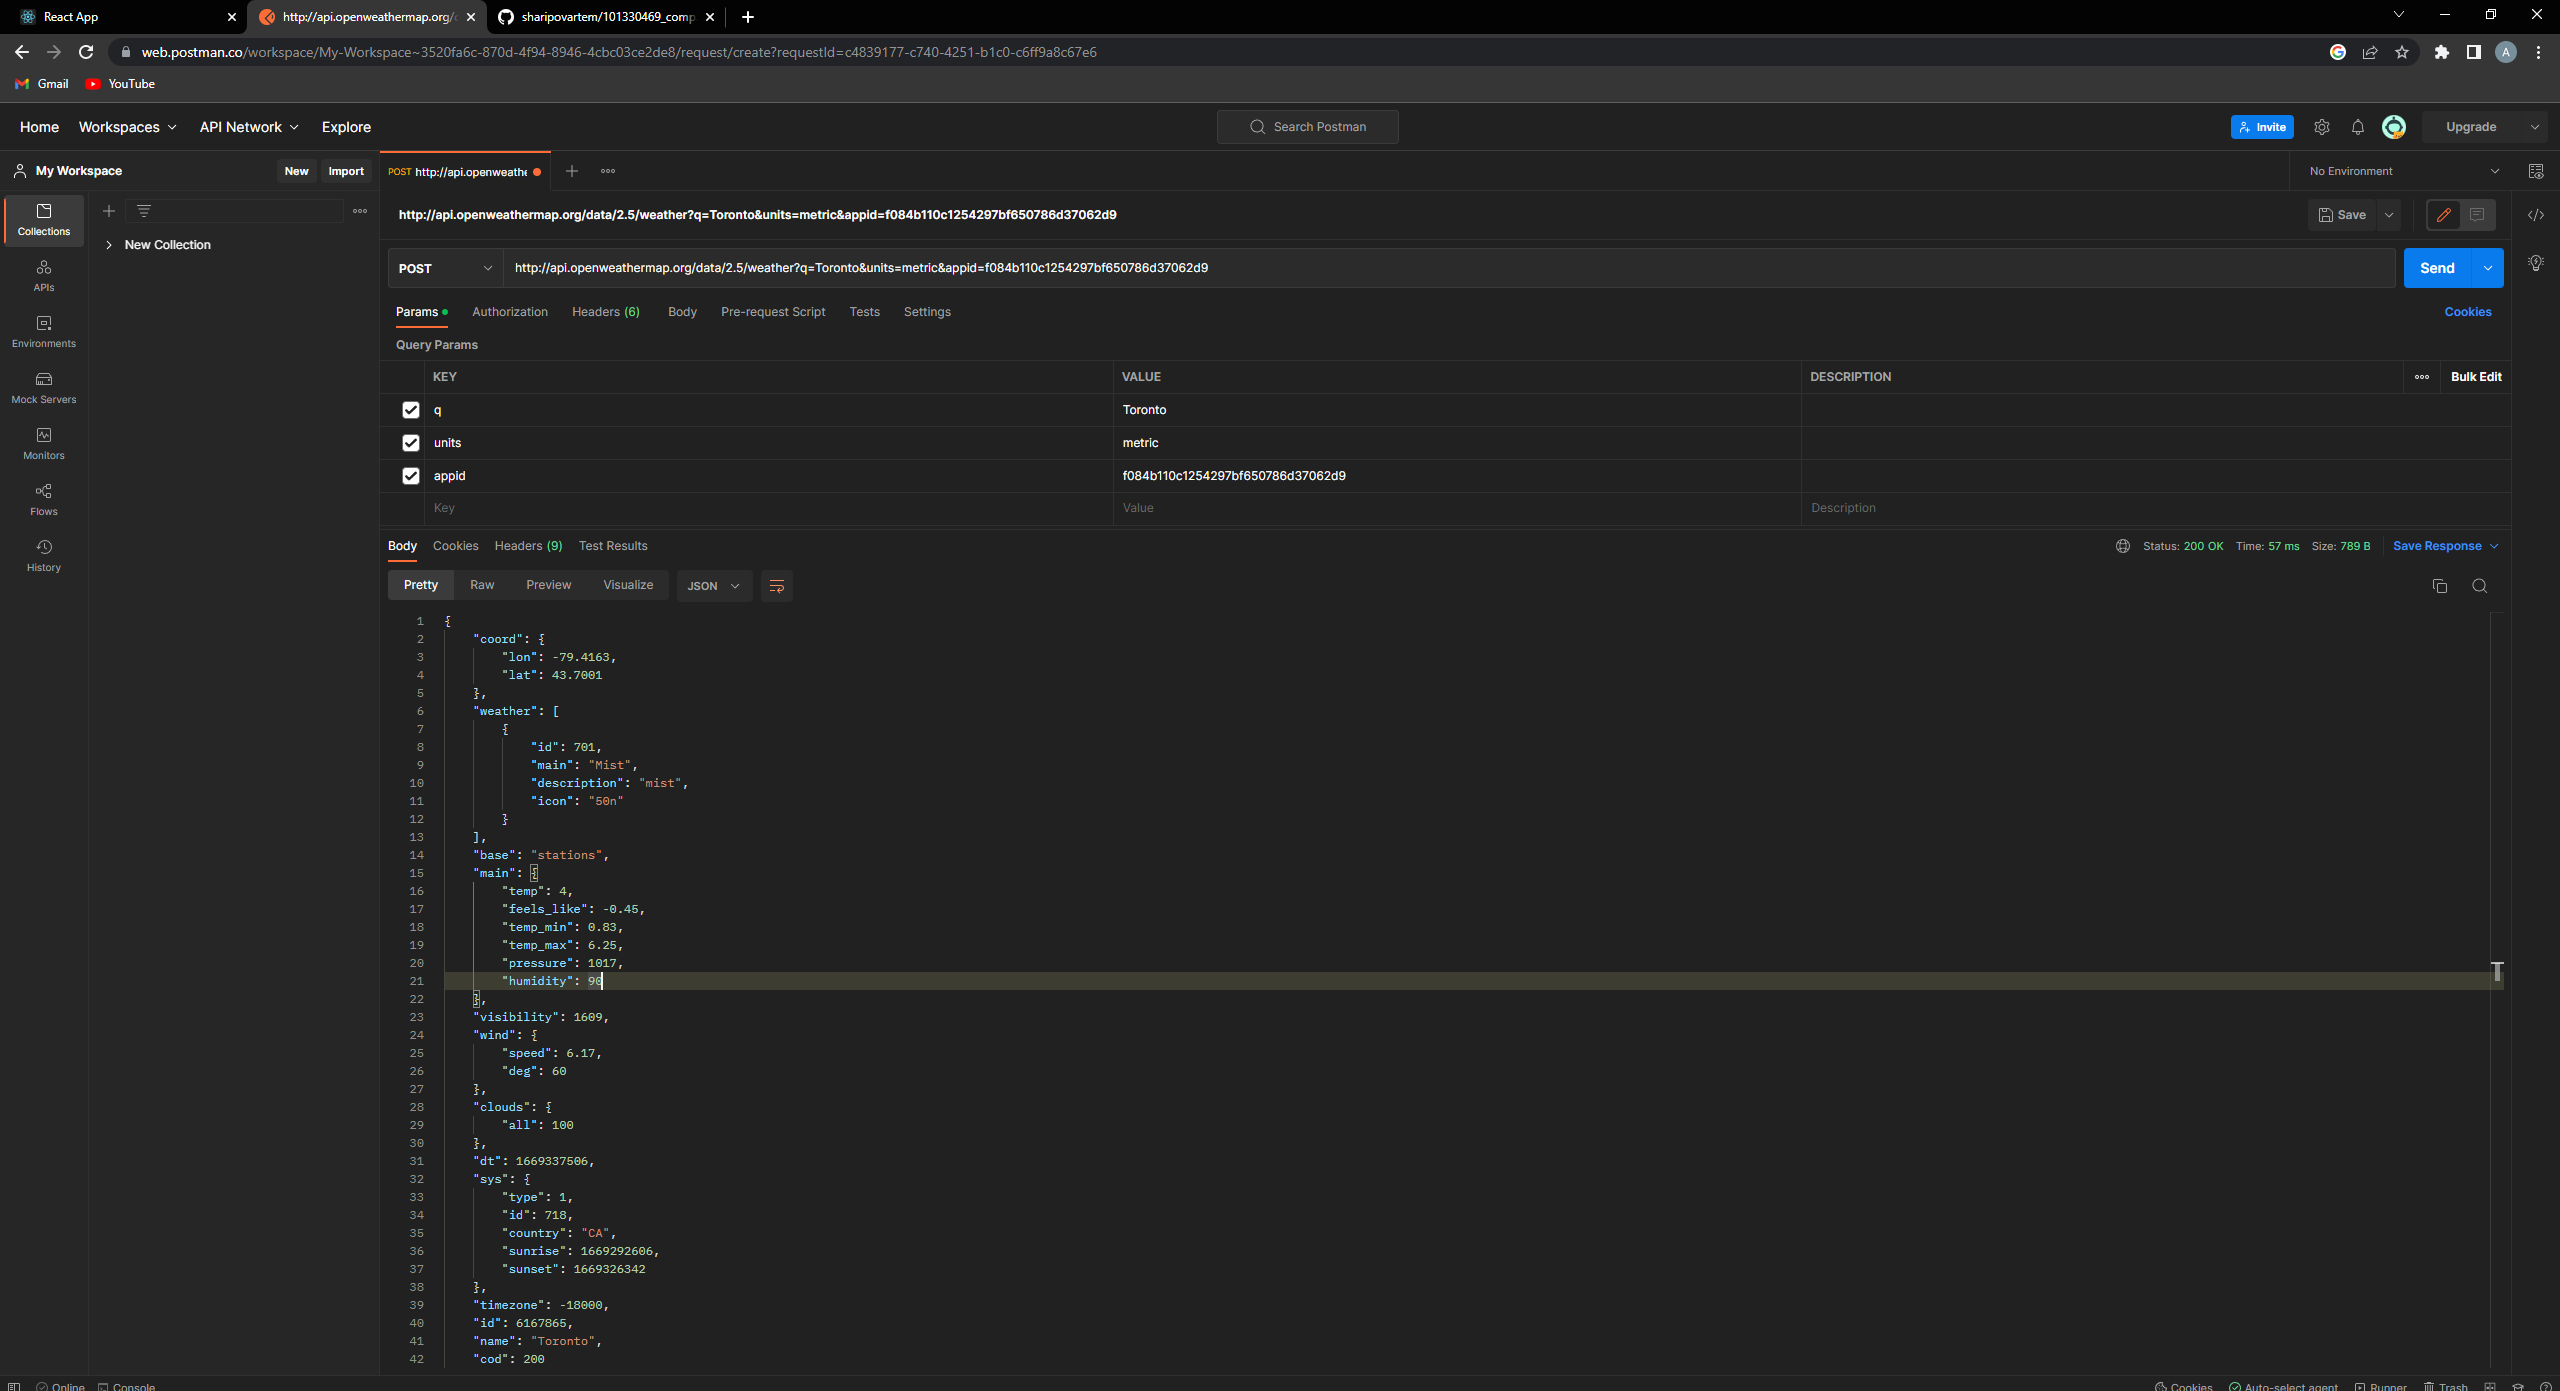 React App
http://api.openweathermap.org/
sharipovartem/101330469_comp
web.postman.co/workspace/My-Workspace~3520fa6c-870d-4f94-8946-4cbc03ce2de8/request/create?requestId=c4839177-c740-4251-b1c0-c6ff9a8c67e6
A
Gmail
YouTube
Home
Workspaces
API Network
Explore
Search Postman
Invite
Upgrade
My Workspace
New
Import
POST http://api.openweathe
No Environment
Collections
New Collection
http://api.openweathermap.org/data/2.5/weather?q=Toronto&units=metric&appid=f084b110c1254297bf650786d37062d9
Save
APIs
Environments
Mock Servers
Monitors
Flows
History
POST
http://api.openweathermap.org/data/2.5/weather?q=Toronto&units=metric&appid=f084b110c1254297bf650786d37062d9
Send
Params
Authorization
Headers (6)
Body
Pre-request Script
Tests
Settings
Cookies
Query Params
KEY VALUE DESCRIPTION Bulk Edit
q Toronto
units metric
appid f084b110c1254297bf650786d37062d9
Key Value Description
Body Cookies Headers (9) Test Results
Status: 200 OK Time: 57 ms Size: 789 B Save Response
Pretty Raw Preview Visualize JSON
1 {
2 "coord": {
3 "lon": -79.4163,
4 "lat": 43.7001
5 },
6 "weather": [
7 {
8 "id": 701,
9 "main": "Mist",
10 "description": "mist",
11 "icon": "50n"
12 }
13 ],
14 "base": "stations",
15 "main": {
16 "temp": 4,
17 "feels_like": -0.45,
18 "temp_min": 0.83,
19 "temp_max": 6.25,
20 "pressure": 1017,
21 "humidity": 90
22 },
23 "visibility": 1609,
24 "wind": {
25 "speed": 6.17,
26 "deg": 60
27 },
28 "clouds": {
29 "all": 100
30 },
31 "dt": 1669337506,
32 "sys": {
33 "type": 1,
34 "id": 718,
35 "country": "CA",
36 "sunrise": 1669292606,
37 "sunset": 1669326342
38 },
39 "timezone": -18000,
40 "id": 6167865,
41 "name": "Toronto",
42 "cod": 200
Online Console
Cookies Auto-select agent Runner Trash